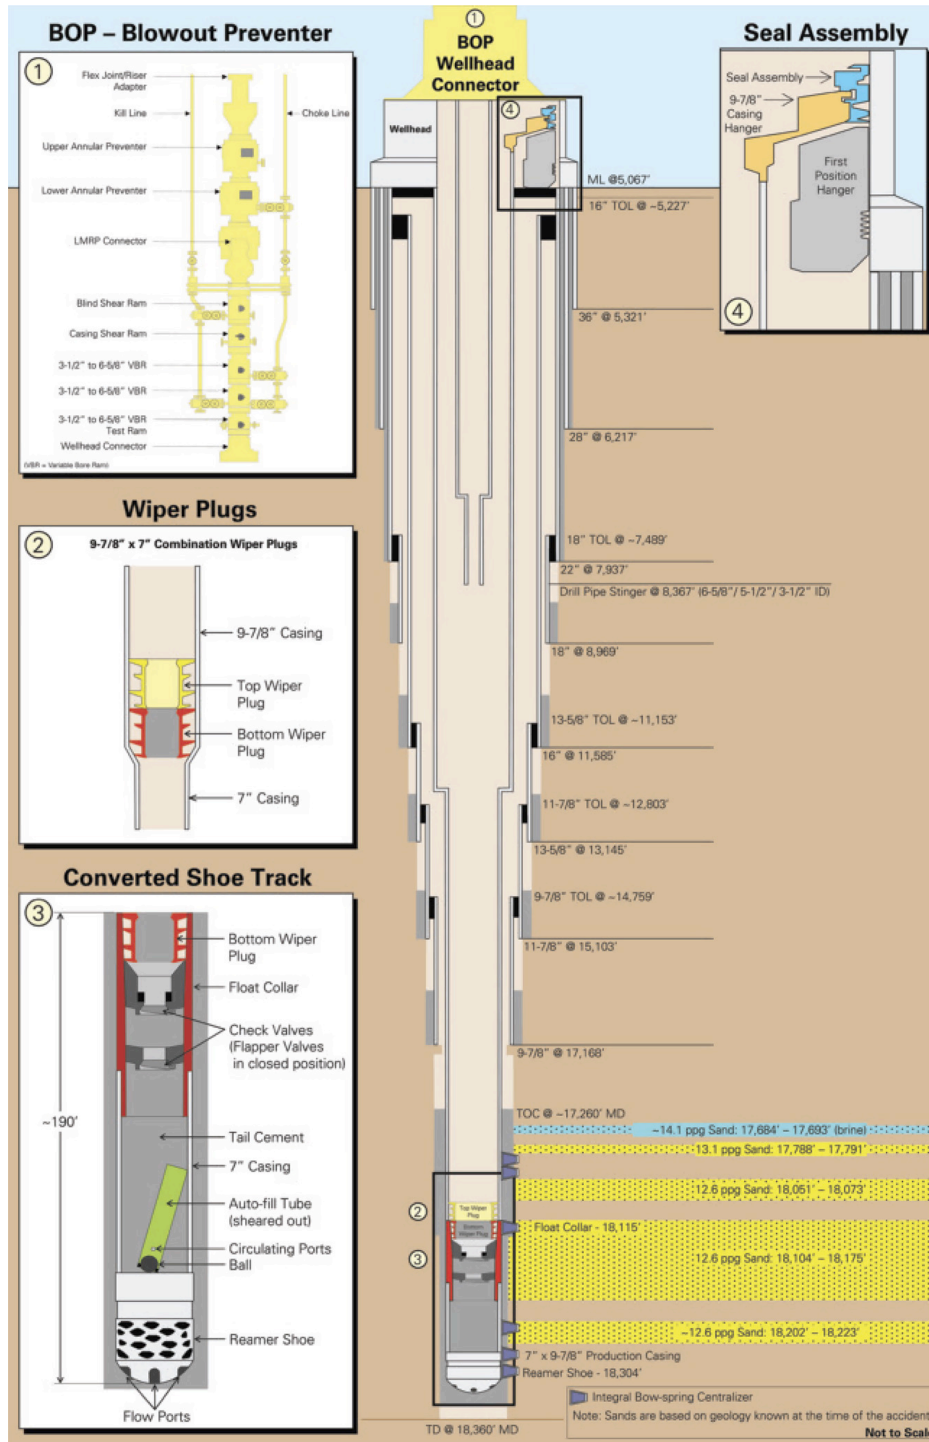 BOP – Blowout Preventer
1
Flex Joint/Riser
Adapter
Kill Line
Choke Line
Upper Annular Preventer
Lower Annular Preventer
LMRP Connector
Blind Shear Ram
Casing Shear Ram
3-1/2" to 6-5/8" VBR
3-1/2" to 6-5/8" VBR
3-1/2" to 6-5/8" VBR
Test Ram
Wellhead Connector
(VBR = Variable Bore Ram)
Wiper Plugs
2
9-7/8" x 7" Combination Wiper Plugs
9-7/8" Casing
Top Wiper
Plug
Bottom Wiper
Plug
7" Casing
Converted Shoe Track
3
Bottom Wiper
Plug
Float Collar
Check Valves
(Flapper Valves
in closed position)
~190'
Tail Cement
7" Casing
Auto-fill Tube
(sheared out)
Circulating Ports
Ball
Reamer Shoe
Flow Ports
1
BOP
Wellhead
Connector
Wellhead
4
ML @5,067'
16" TOL @ ~5,227'
36" @ 5,321'
28" @ 6,217'
18" TOL @ ~7,489'
22" @ 7,937'
Drill Pipe Stinger @ 8,367' (6-5/8"/ 5-1/2"/ 3-1/2" ID)
18" @ 8,969'
13-5/8" TOL @ ~11,153'
16" @ 11,585'
11-7/8" TOL @ ~12,803'
13-5/8" @ 13,145'
9-7/8" TOL @ ~14,759'
11-7/8" @ 15,103'
9-7/8" @ 17,168'
TOC @ ~17,260' MD
~14.1 ppg Sand: 17,684' – 17,693' (brine)
13.1 ppg Sand: 17,788' – 17,791'
12.6 ppg Sand: 18,051' – 18,073'
2
Top Wiper
Plug
Bottom
Wiper Plug
Float Collar - 18,115'
3
12.6 ppg Sand: 18,104' – 18,175'
~12.6 ppg Sand: 18,202' – 18,223'
7" x 9-7/8" Production Casing
Reamer Shoe - 18,304'
TD @ 18,360' MD
Integral Bow-spring Centralizer
Note: Sands are based on geology known at the time of the accident
Not to Scale
Seal Assembly
4
Seal Assembly
9-7/8"
Casing
Hanger
First
Position
Hanger